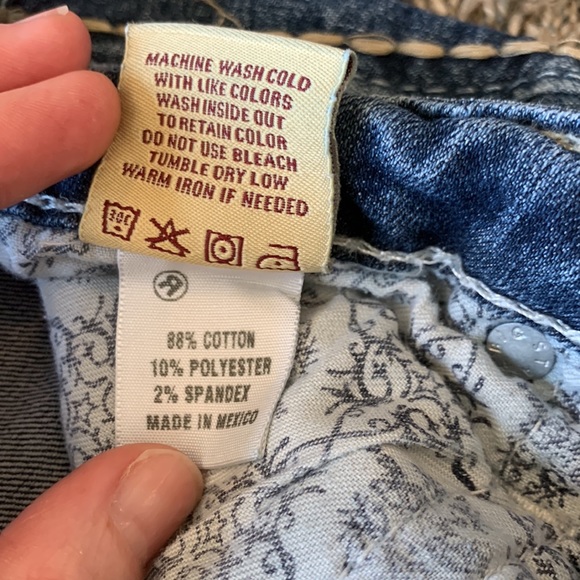 MACHINE WASH COLD
WITH LIKE COLORS
WASH INSIDE OUT
TO RETAIN COLOR
DO NOT USE BLEACH
TUMBLE DRY LOW
WARM IRON IF NEEDED
30C
88% COTTON
10% POLYESTER
2% SPANDEX
MADE IN MEXICO